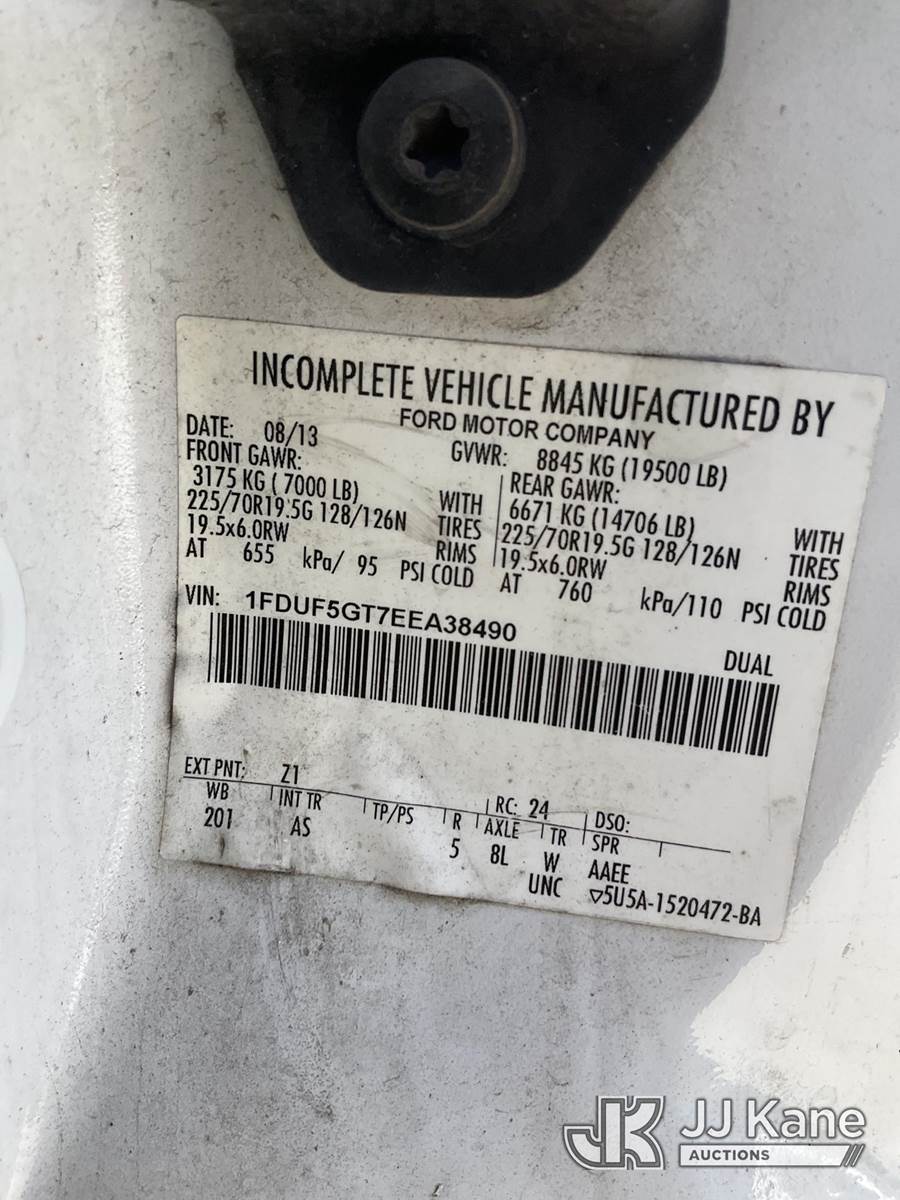 INCOMPLETE VEHICLE MANUFACTURED BY
FORD MOTOR COMPANY
DATE: 08/13 GVWR: 8845 KG (19500 LB)
FRONT GAWR: REAR GAWR:
3175 KG ( 7000 LB) WITH 6671 KG (14706 LB) WITH
225/70R19.5G 128/126N TIRES 225/70R19.5G 128/126N TIRES
19.5x6.0RW RIMS 19.5x6.0RW RIMS
AT 655 kPa/ 95 PSI COLD AT 760 kPa/110 PSI COLD
VIN: 1FDUF5GT7EEA38490
DUAL
EXT PNT: Z1 RC: 24 DSO:
WB INT TR TP/PS R AXLE TR SPR
201 AS 5 8L W AAEE
UNC 5U5A-1520472-BA
JK JJ Kane
AUCTIONS